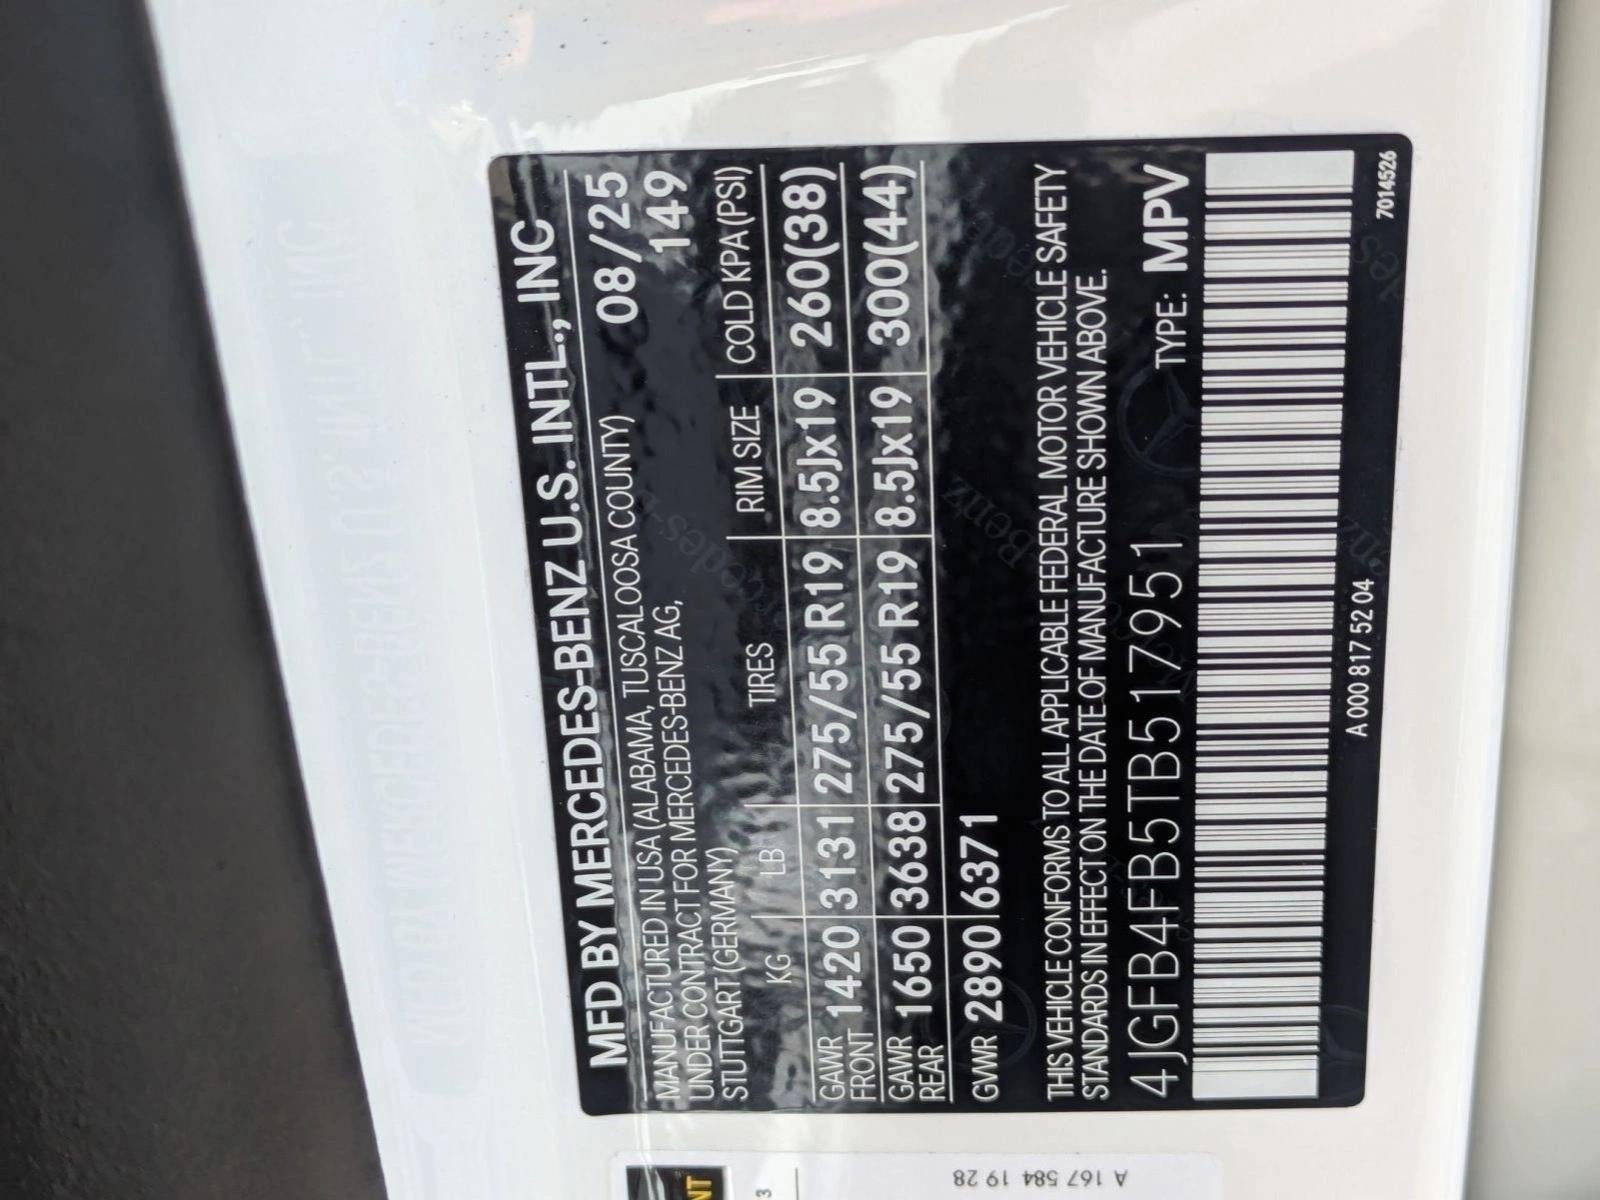 MFD BY MERCEDES-BENZ U.S. INTL., INC
MANUFACTURED IN USA (ALABAMA, TUSCALOOSA COUNTY) 08/25
UNDER CONTRACT FOR MERCEDES-BENZ AG, 149
STUTTGART (GERMANY)
KG LB TIRES RIM SIZE COLD KPA (PSI)
GAWR FRONT 1420 3131 275/55 R19 8.5Jx19 260(38)
GAWR REAR 1650 3638 275/55 R19 8.5Jx19 300(44)
GVWR 2890 6371
THIS VEHICLE CONFORMS TO ALL APPLICABLE FEDERAL MOTOR VEHICLE SAFETY
STANDARDS IN EFFECT ON THE DATE OF MANUFACTURE SHOWN ABOVE.
4JGFB4FB5TB517951 TYPE: MPV
A 000 817 52 04 7014526
A 167 584 19 28